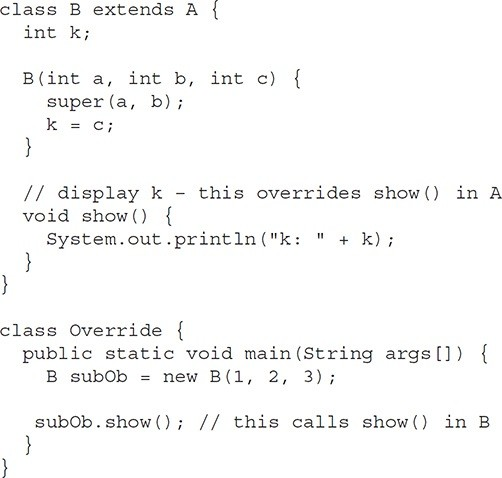 class B extends A {
  int k;

  B(int a, int b, int c) {
    super(a, b);
    k = c;
  }

  // display k – this overrides show() in A
  void show() {
    System.out.println("k: " + k);
  }
}

class Override {
  public static void main(String args[]) {
    B subOb = new B(1, 2, 3);

   subOb.show(); // this calls show() in B
  }
}